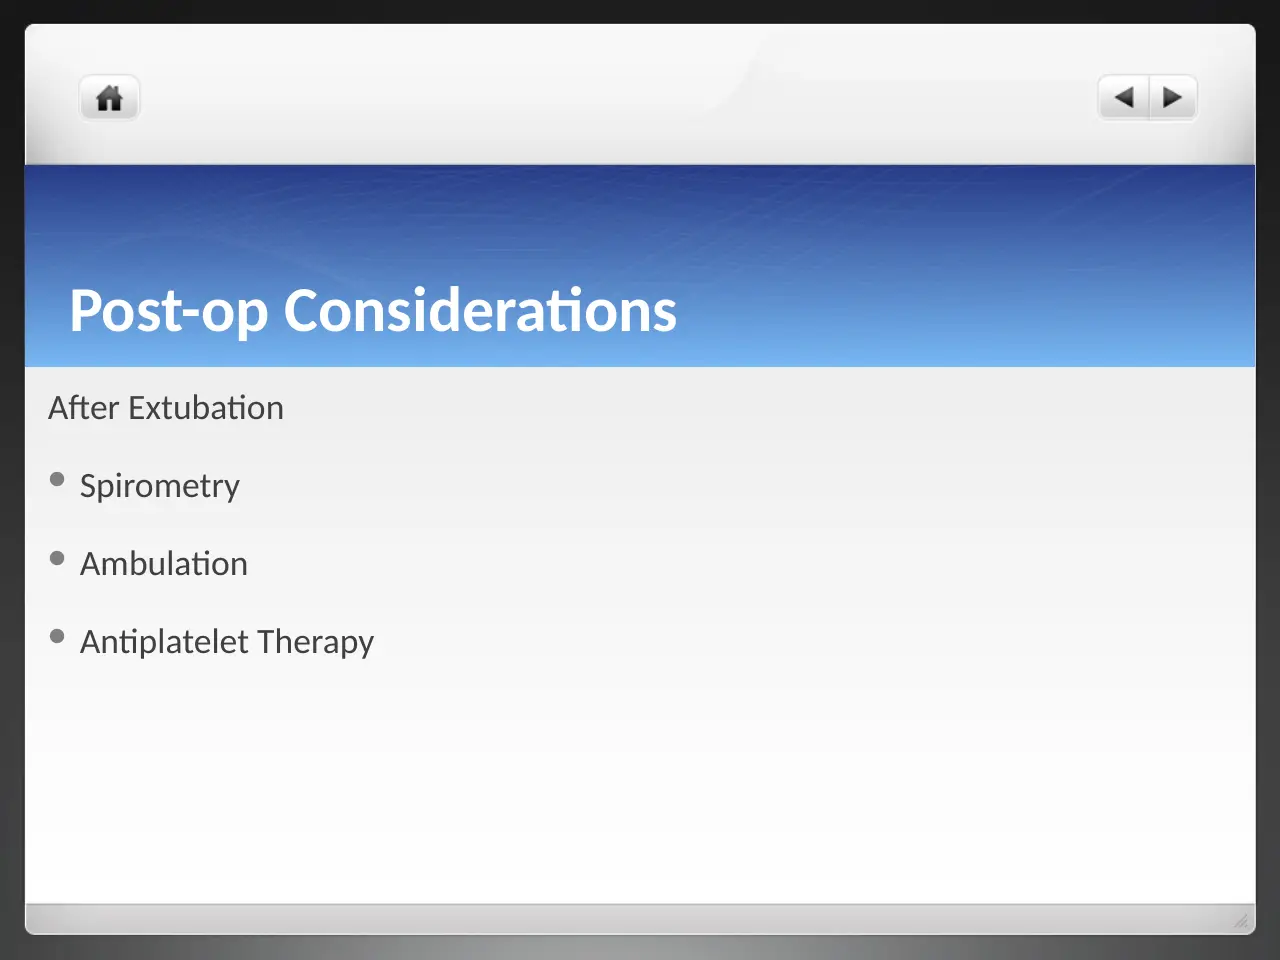 Post-op Considerations
After Extubation
• Spirometry
• Ambulation
• Antiplatelet Therapy